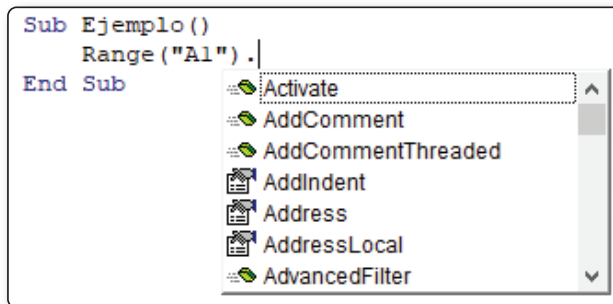 Sub Ejemplo()
Range("A1").
End Sub
Activate
AddComment
AddCommentThreaded
AddIndent
Address
AddressLocal
AdvancedFilter